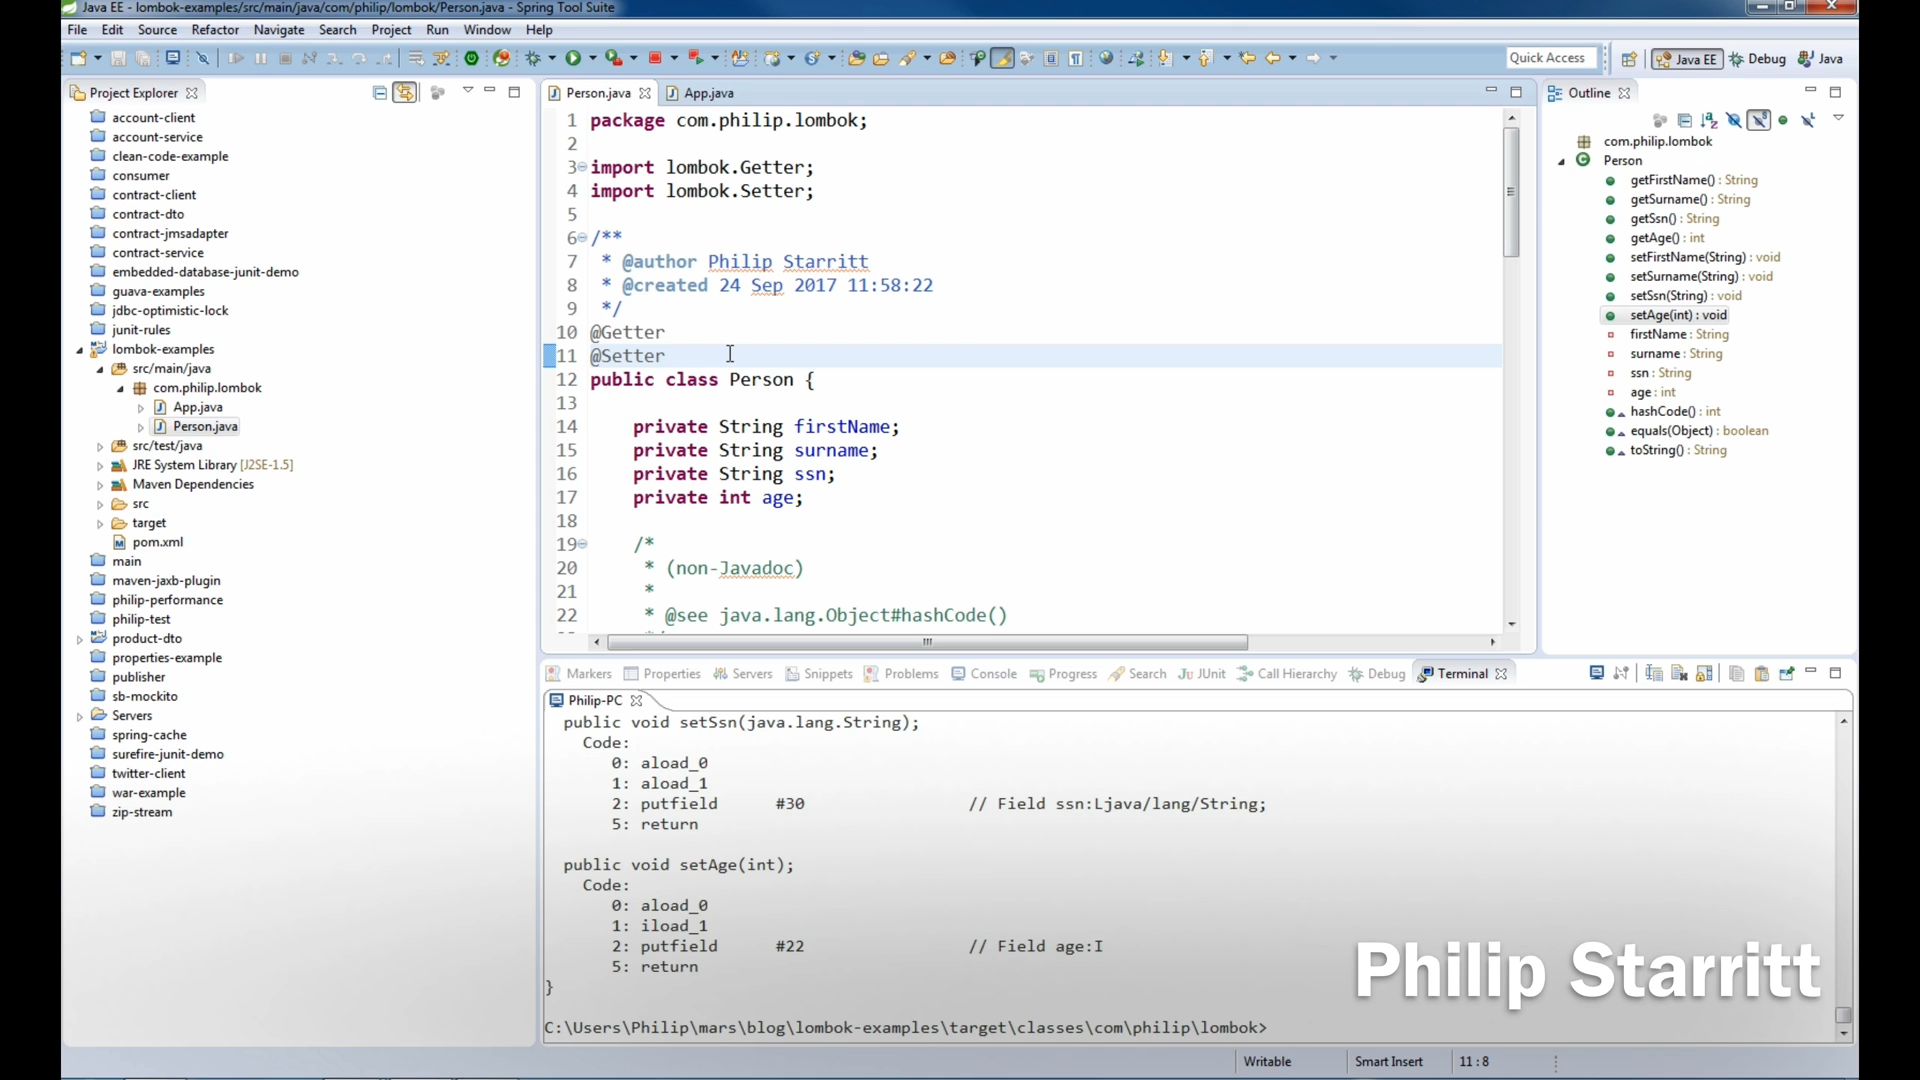 Java EE - lombok-examples/src/main/java/com/philip/lombok/Person.java - Spring Tool Suite
File Edit Source Refactor Navigate Search Project Run Window Help
Quick Access Java EE Debug Java
Project Explorer
account-client
account-service
clean-code-example
consumer
contract-client
contract-dto
contract-jmsadapter
contract-service
embedded-database-junit-demo
guava-examples
jdbc-optimistic-lock
junit-rules
lombok-examples
src/main/java
com.philip.lombok
App.java
Person.java
src/test/java
JRE System Library [J2SE-1.5]
Maven Dependencies
src
target
pom.xml
main
maven-jaxb-plugin
philip-performance
philip-test
product-dto
properties-example
publisher
sb-mockito
Servers
spring-cache
surefire-junit-demo
twitter-client
war-example
zip-stream
Person.java App.java
1 package com.philip.lombok;
2
3 import lombok.Getter;
4 import lombok.Setter;
5
6 /**
7 * @author Philip Starritt
8 * @created 24 Sep 2017 11:58:22
9 */
10 @Getter
11 @Setter
12 public class Person {
13
14 private String firstName;
15 private String surname;
16 private String ssn;
17 private int age;
18
19 /*
20 * (non-Javadoc)
21 *
22 * @see java.lang.Object#hashCode()
Outline
com.philip.lombok
Person
getFirstName() : String
getSurname() : String
getSsn() : String
getAge() : int
setFirstName(String) : void
setSurname(String) : void
setSsn(String) : void
setAge(int) : void
firstName : String
surname : String
ssn : String
age : int
hashCode() : int
equals(Object) : boolean
toString() : String
Markers Properties Servers Snippets Problems Console Progress Search JUnit Call Hierarchy Debug Terminal
Philip-PC
public void setSsn(java.lang.String);
Code:
0: aload_0
1: aload_1
2: putfield #30 // Field ssn:Ljava/lang/String;
5: return
public void setAge(int);
Code:
0: aload_0
1: iload_1
2: putfield #22 // Field age:I
5: return
}
C:\Users\Philip\mars\blog\lombok-examples\target\classes\com\philip\lombok>
Philip Starritt
Writable Smart Insert 11 : 8